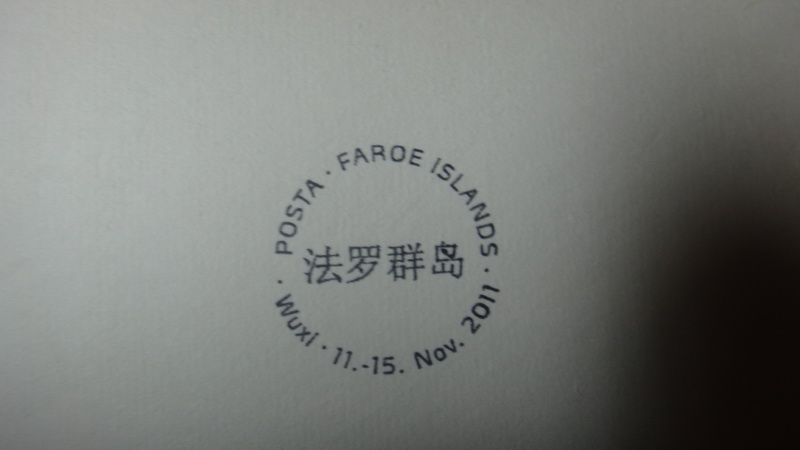 POSTA · FAROE ISLANDS
法罗群岛
· Wuxi · 11.-15. Nov. 2011 ·